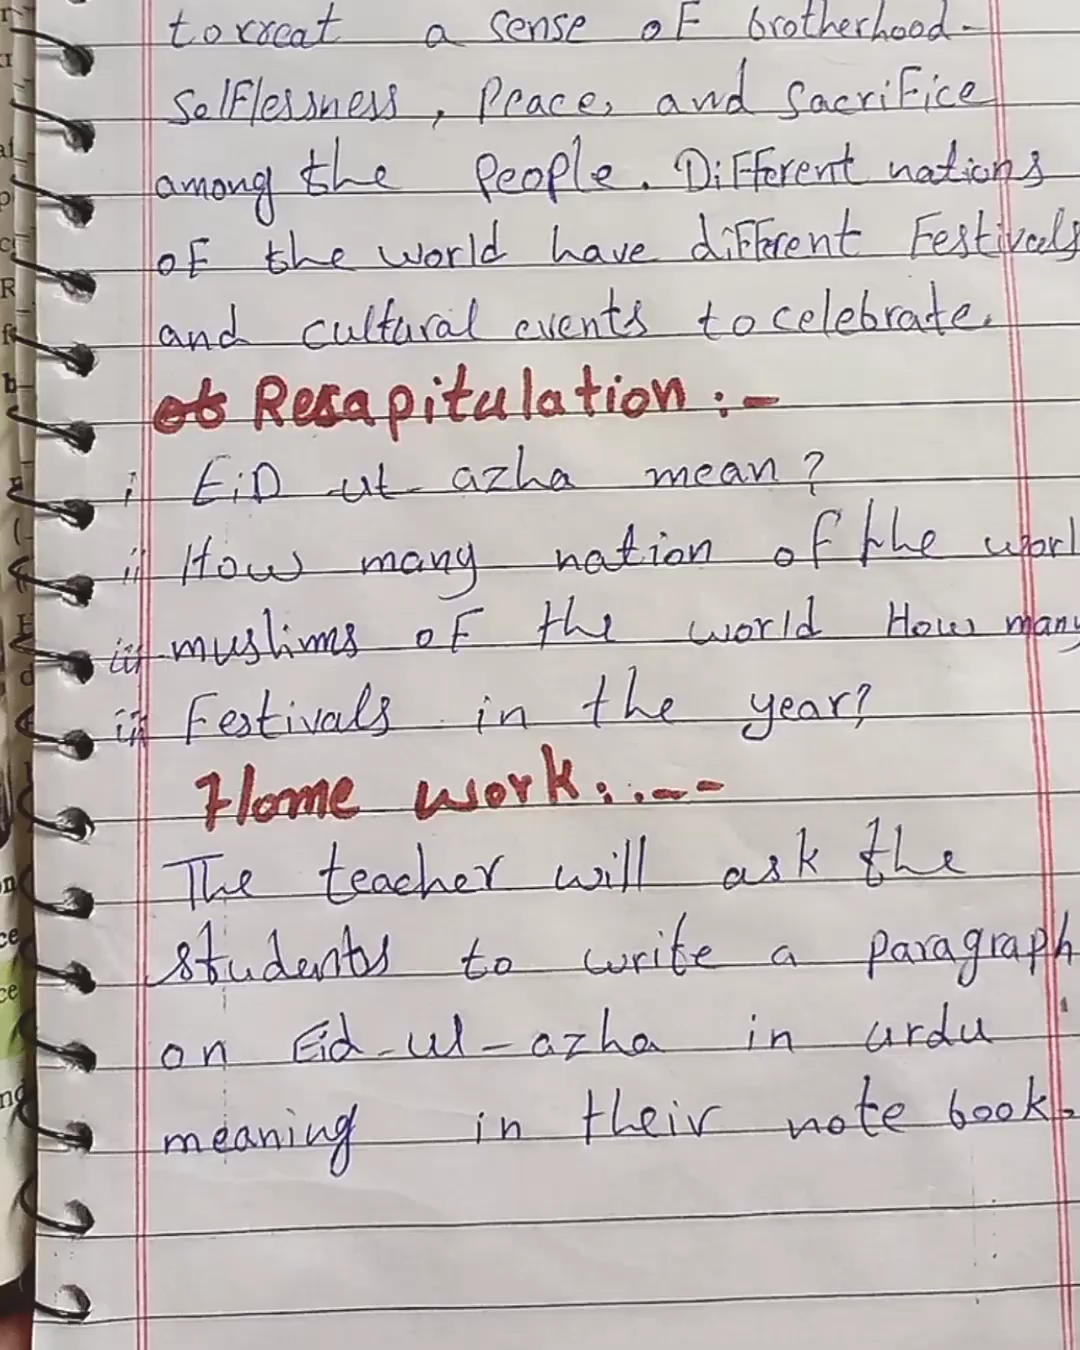 to creat a sense of brotherhood-
Selflessness, Peace, and Sacrifice
among the People. Different nations
of the world have different Festivals
and cultural events to celebrate.
Resapitulation :-
i EiD ut azha mean?
ii How many nation of the worl
iii muslims of the world How many
iii Festivals in the year?
Home work:.--
The teacher will ask the
students to write a paragraph
on Eid-ul-azha in urdu
meaning in their note book.